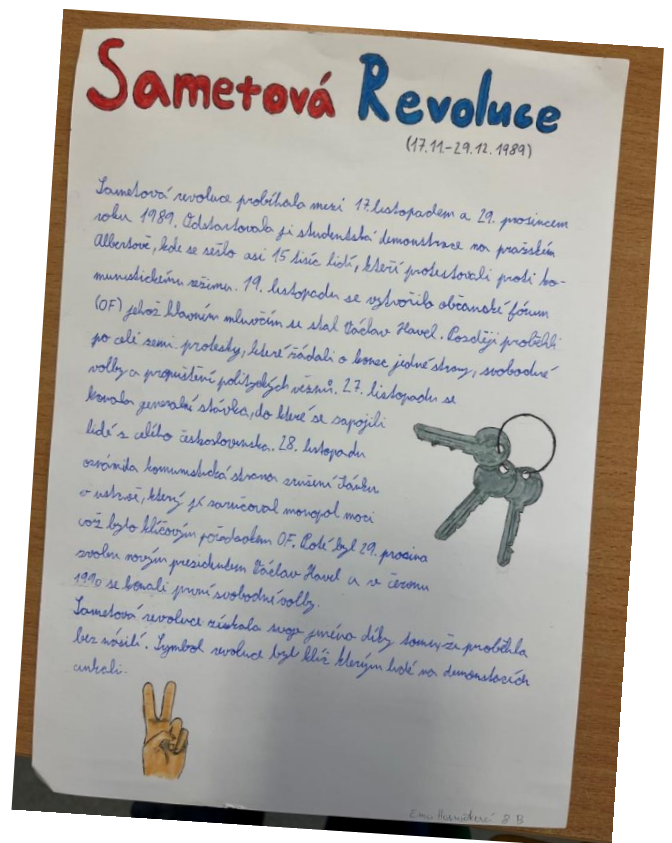 Sametová Revoluce
(17.11-29.12.1989)
Sametová revoluce probíhala mezi 17.listopadem a 29. prosincem
roku 1989. Odstartovala ji studentská demonstrace na pražském
Albertově, kde se sešlo asi 15 tisíc lidí, kteří protestovali proti ko-
munistickému režimu. 19. listopadu se vytvořilo občanské fórum
(OF) jehož hlavním mluvčím se stal Václav Havel. Později proběhli
po celé zemi protesty, které žádali o konec jedné strany, svobodné
volby a propuštění politických vězňů. 27. listopadu se
konala generální stávka, do které se zapojili
lidé z celého československa. 28. listopadu
oznámila komunistická strana zrušení článku
v ústavě, který jí zaručoval monopol moci
což bylo klíčovým požadavkem OF. Poté byl 29. prosince
zvolen novým prezidentem Václav Havel a v červnu
1990 se konali první svobodné volby.
Sametová revoluce získala svoje jméno díky tomu, že proběhla
bez násilí. Symbol revoluce byl klíč kterým lidé na demonstacích
cinkali.
8 B